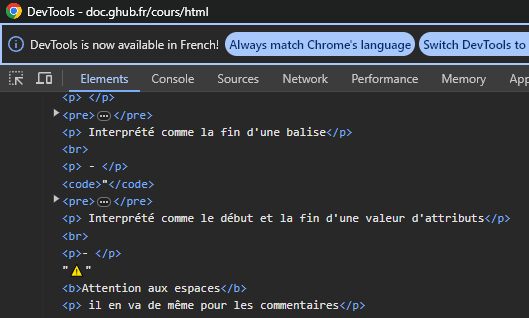 DevTools - doc.ghub.fr/cours/html
DevTools is now available in French! Always match Chrome's language Switch DevTools to
Elements Console Sources Network Performance Memory Ap
<p> </p>
<pre>…</pre>
<p> Interprété comme la fin d'une balise</p>
<br>
<p> - </p>
<code>"</code>
<pre>…</pre>
<p> Interprété comme le début et la fin d'une valeur d'attributs</p>
<br>
<p>- </p>
"⚠️"
<b>Attention aux espaces</b>
<p> il en va de même pour les commentaires</p>